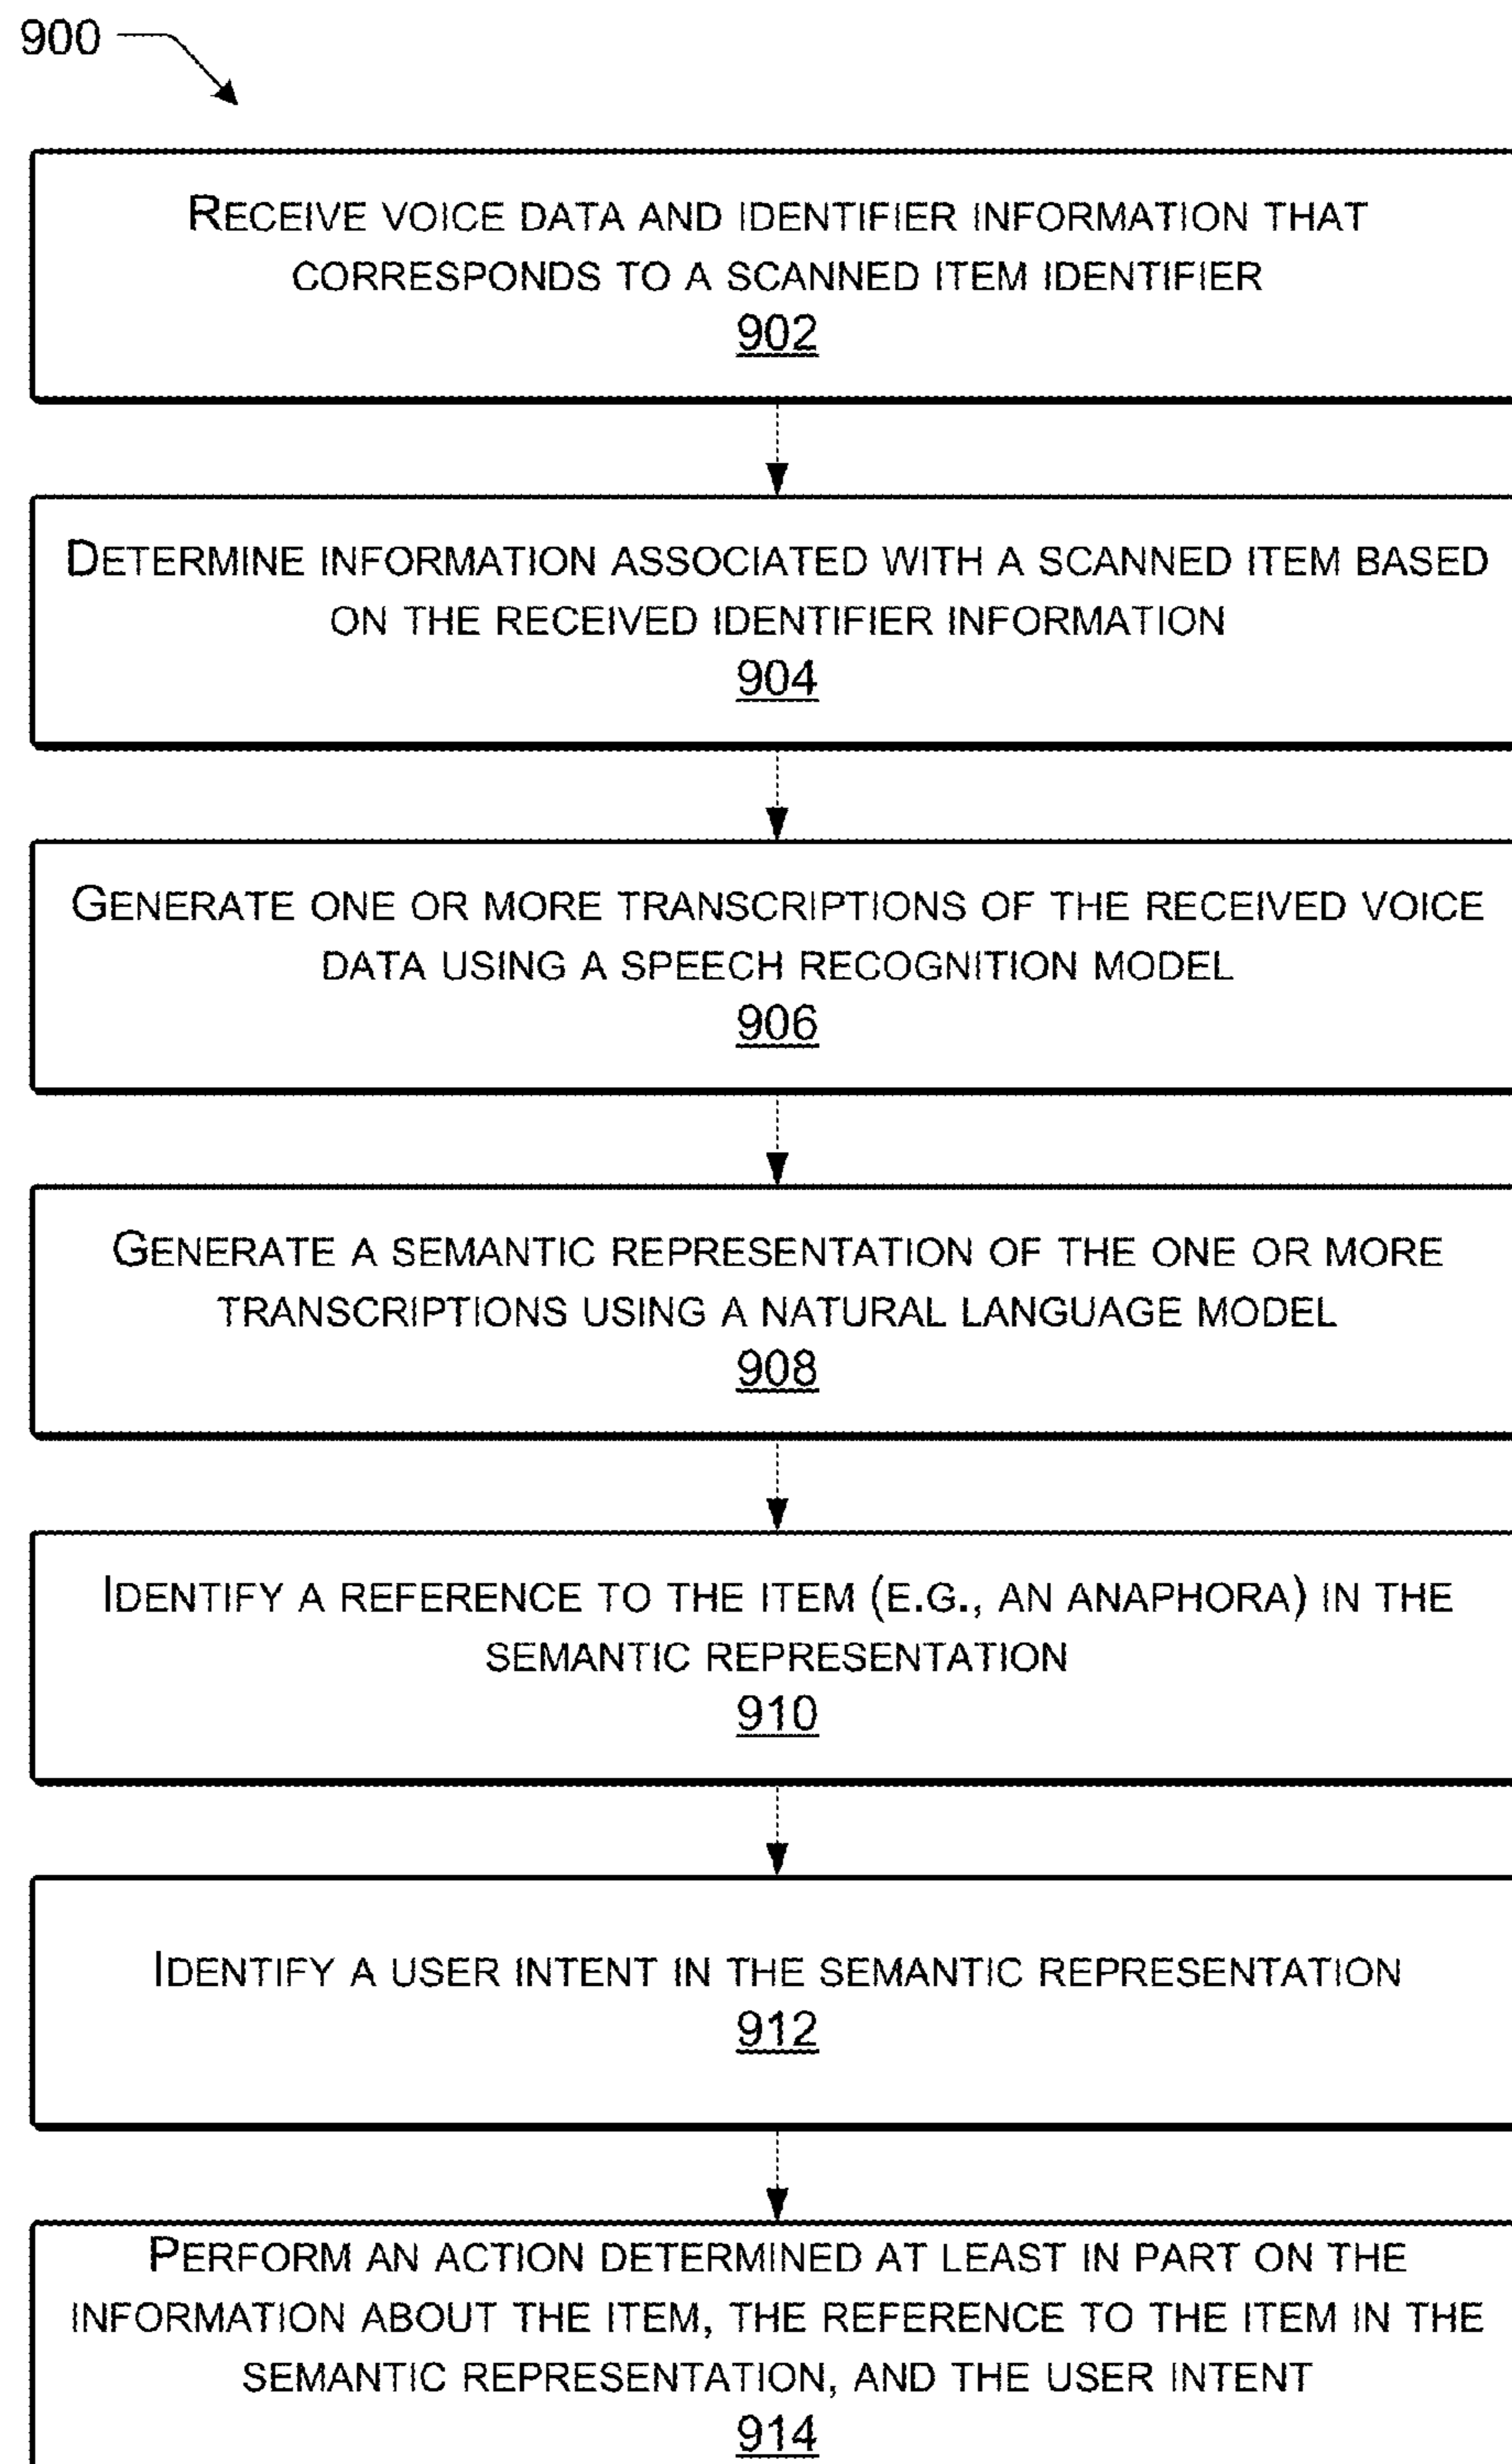 900
RECEIVE VOICE DATA AND IDENTIFIER INFORMATION THAT
CORRESPONDS TO A SCANNED ITEM IDENTIFIER
902
DETERMINE INFORMATION ASSOCIATED WITH A SCANNED ITEM BASED
ON THE RECEIVED IDENTIFIER INFORMATION
904
GENERATE ONE OR MORE TRANSCRIPTIONS OF THE RECEIVED VOICE
DATA USING A SPEECH RECOGNITION MODEL
906
GENERATE A SEMANTIC REPRESENTATION OF THE ONE OR MORE
TRANSCRIPTIONS USING A NATURAL LANGUAGE MODEL
908
IDENTIFY A REFERENCE TO THE ITEM (E.G., AN ANAPHORA) IN THE
SEMANTIC REPRESENTATION
910
IDENTIFY A USER INTENT IN THE SEMANTIC REPRESENTATION
912
PERFORM AN ACTION DETERMINED AT LEAST IN PART ON THE
INFORMATION ABOUT THE ITEM, THE REFERENCE TO THE ITEM IN THE
SEMANTIC REPRESENTATION, AND THE USER INTENT
914